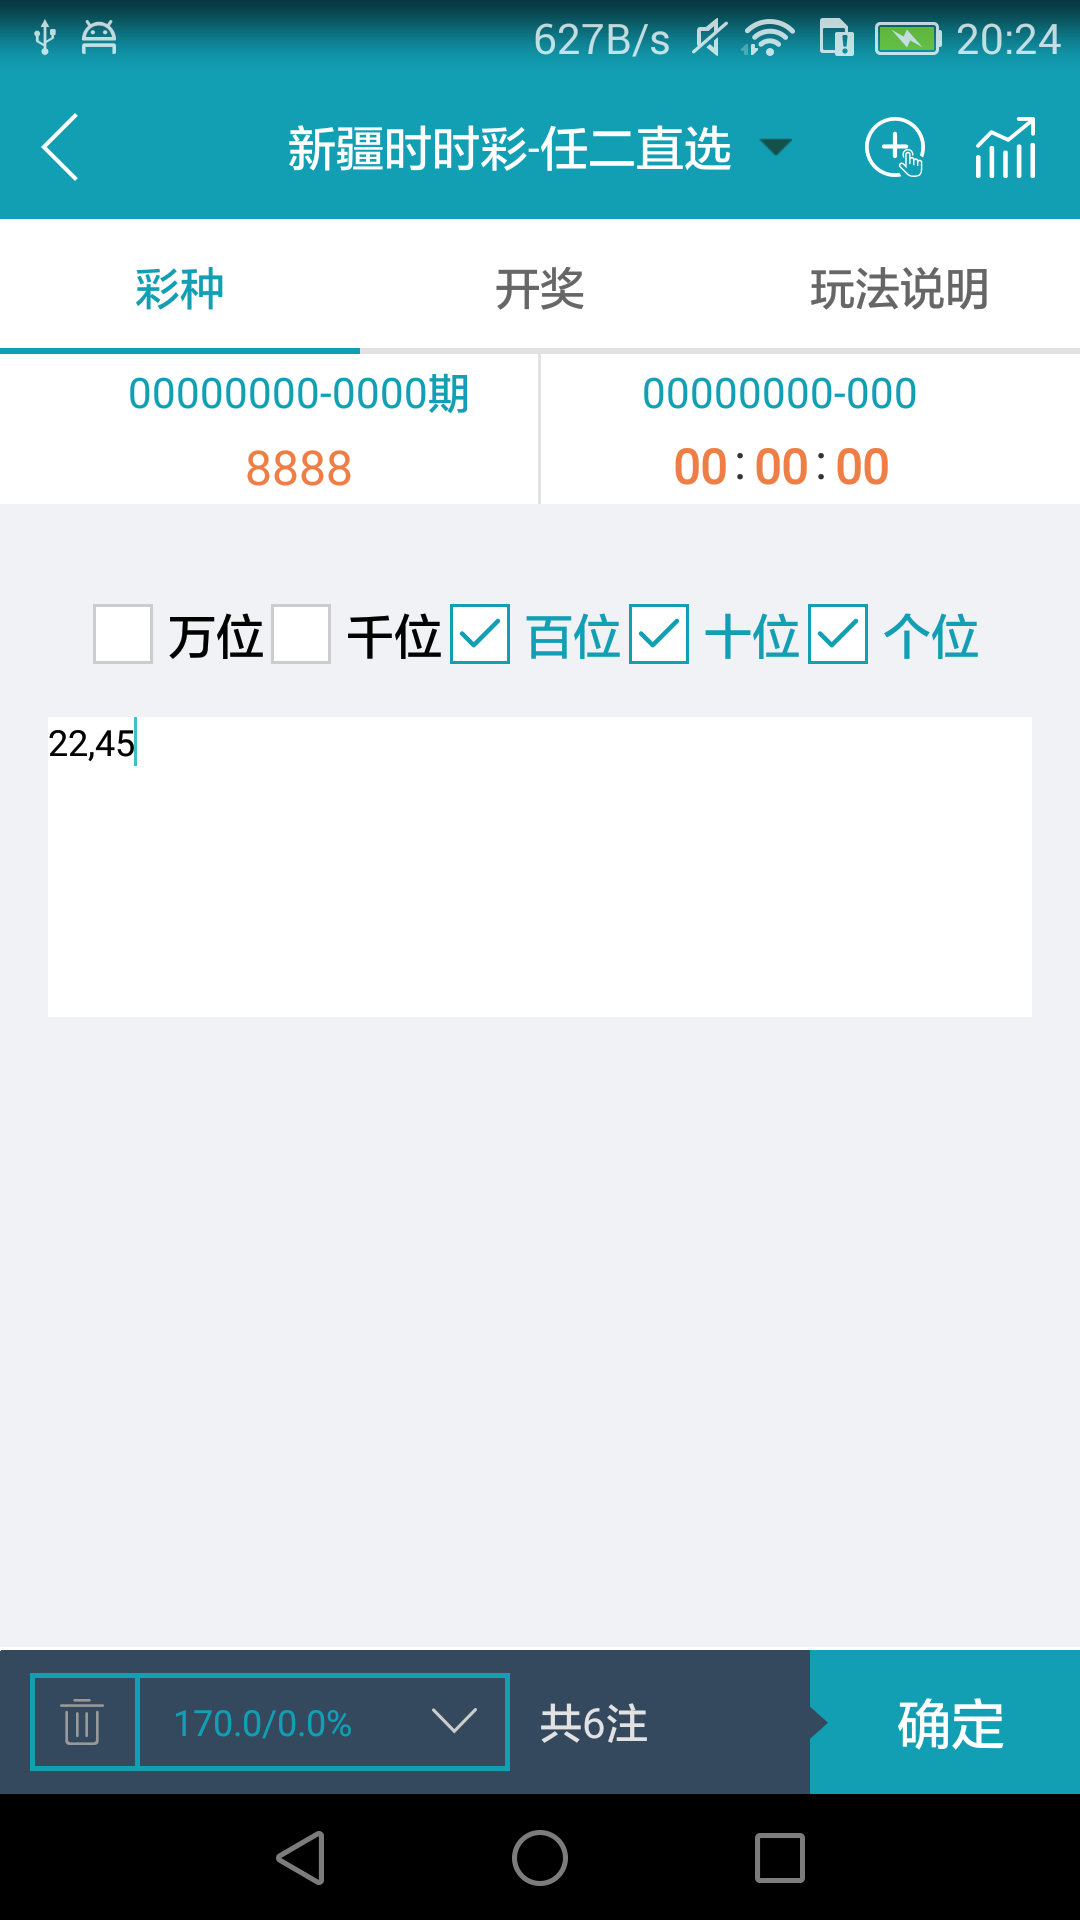 627B/s 20:24
新疆时时彩-任二直选
彩种 开奖 玩法说明
00000000-0000期 00000000-000
8888 00:00:00
万位 千位 百位 十位 个位
22,45
170.0/0.0% 共6注 确定